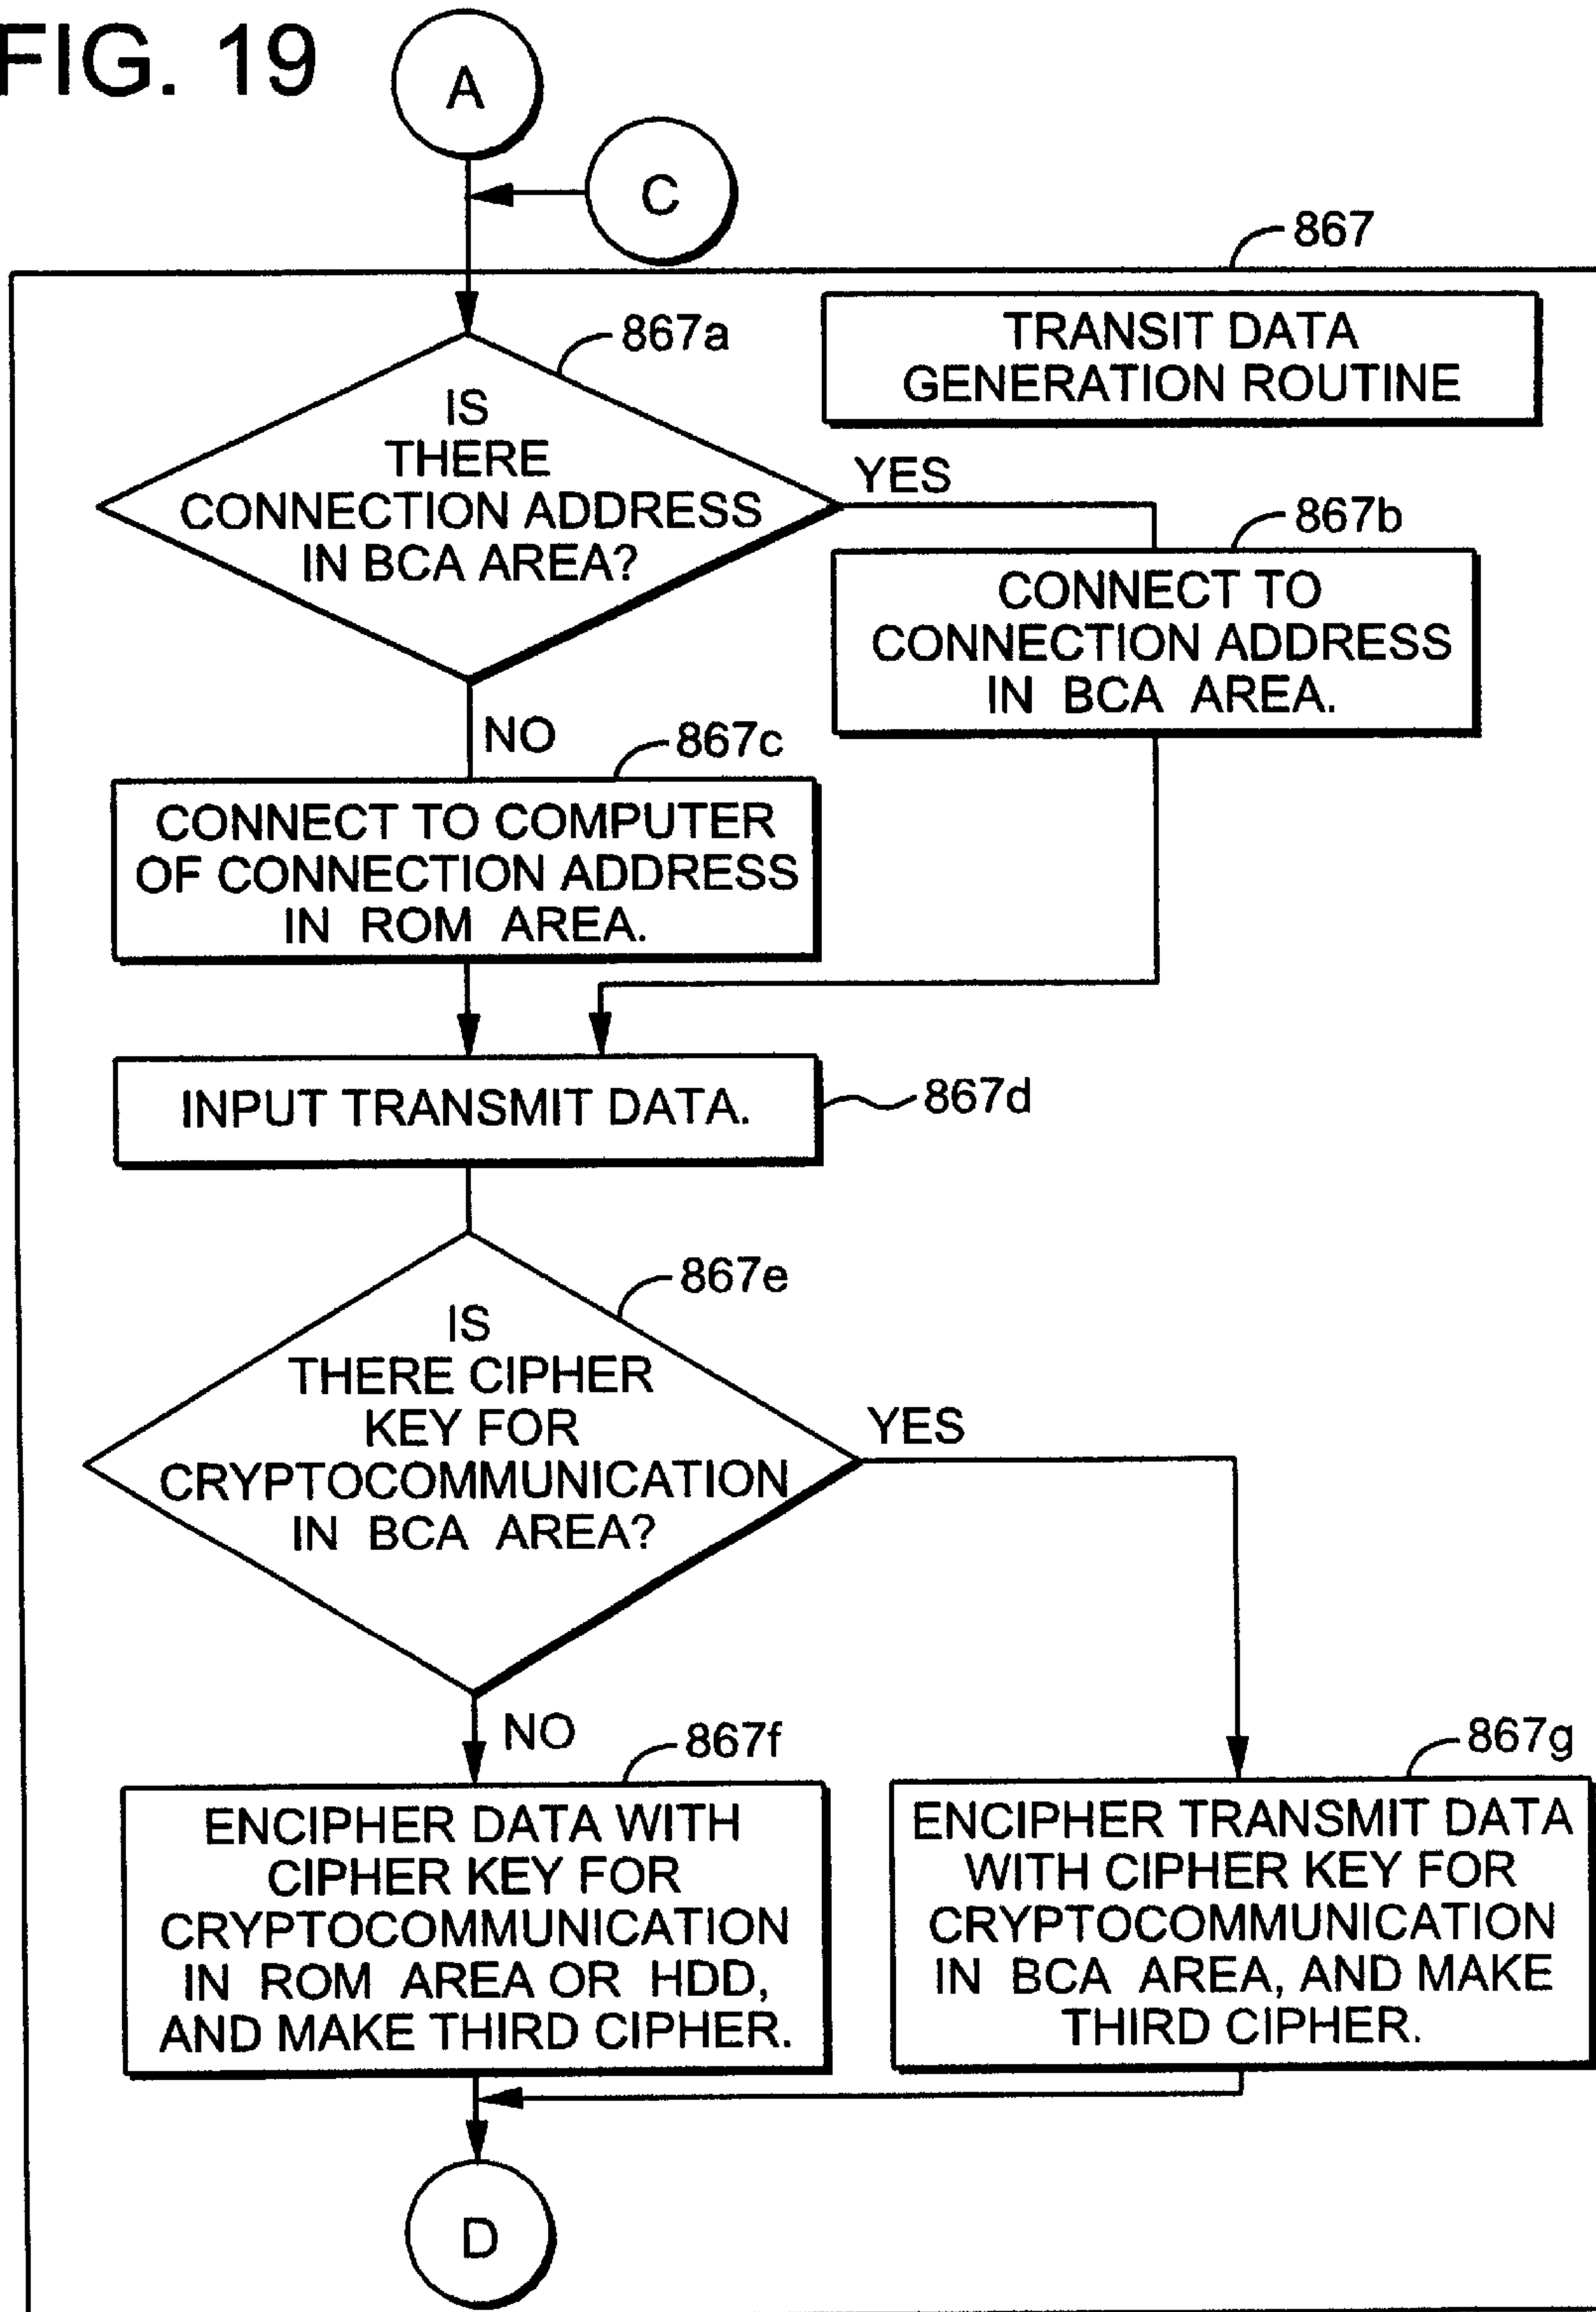 FIG. 19
A
C
867
TRANSIT DATA
GENERATION ROUTINE
867a
IS
THERE
CONNECTION ADDRESS
IN BCA AREA?
YES
867b
CONNECT TO
CONNECTION ADDRESS
IN BCA AREA.
NO
867c
CONNECT TO COMPUTER
OF CONNECTION ADDRESS
IN ROM AREA.
INPUT TRANSMIT DATA.
867d
867e
IS
THERE CIPHER
KEY FOR
CRYPTOCOMMUNICATION
IN BCA AREA?
YES
NO
867f
ENCIPHER DATA WITH
CIPHER KEY FOR
CRYPTOCOMMUNICATION
IN ROM AREA OR HDD,
AND MAKE THIRD CIPHER.
867g
ENCIPHER TRANSMIT DATA
WITH CIPHER KEY FOR
CRYPTOCOMMUNICATION
IN BCA AREA, AND MAKE
THIRD CIPHER.
D